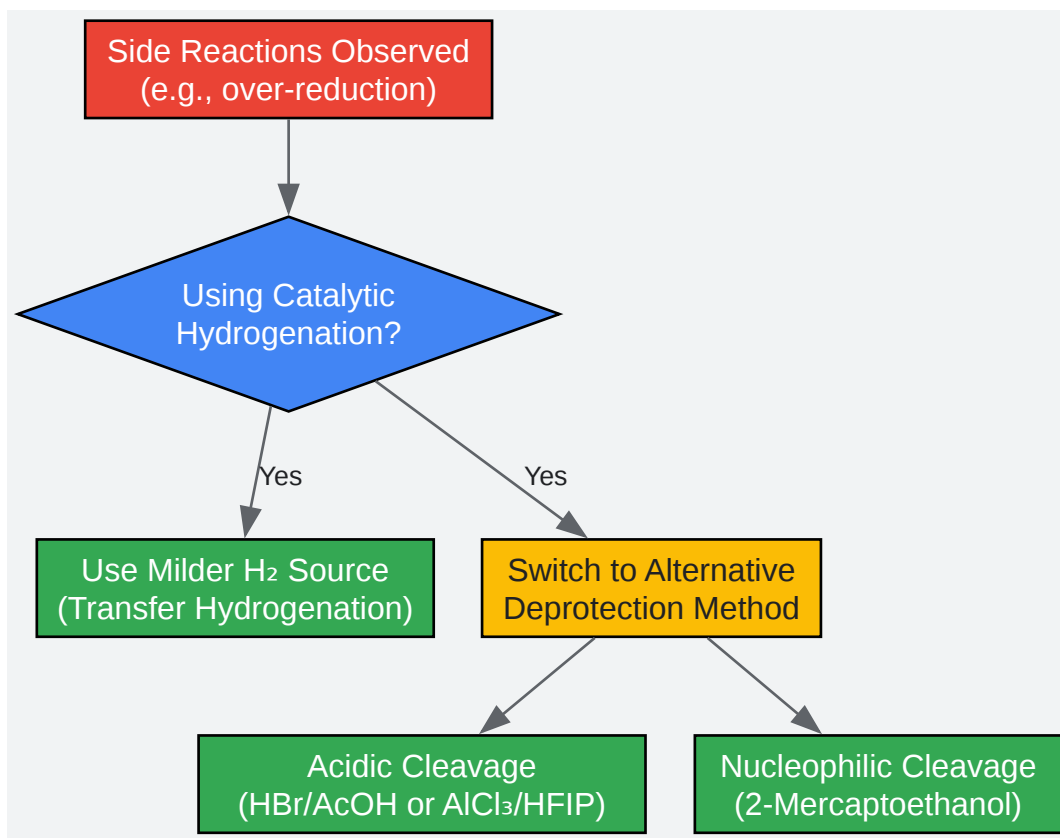 Side Reactions Observed
(e.g., over-reduction)
Using Catalytic
Hydrogenation?
Yes
Yes
Use Milder H₂ Source
(Transfer Hydrogenation)
Switch to Alternative
Deprotection Method
Acidic Cleavage
(HBr/AcOH or AlCl₃/HFIP)
Nucleophilic Cleavage
(2-Mercaptoethanol)